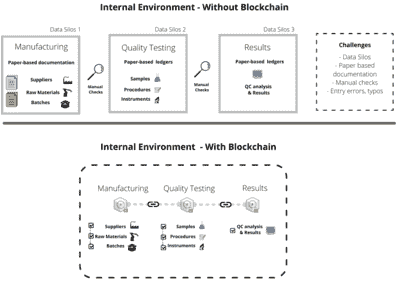 Internal Environment - Without Blockchain
Data Silos 1
Data Silos 2
Data Silos 3
Manufacturing
Paper-based documentation
Suppliers
Raw Materials
Batches
Manual
Checks
Quality Testing
Paper-based ledgers
Samples
Procedures
Instruments
Manual
Checks
Results
Paper-based ledgers
QC analysis
& Results
Challenges
- Data Silos
- Paper based
documentation
- Manual checks
- Entry errors, typos
Internal Environment - With Blockchain
Manufacturing
Quality Testing
Results
Suppliers
Raw Materials
Batches
Samples
Procedures
Instruments
QC analysis
& Results